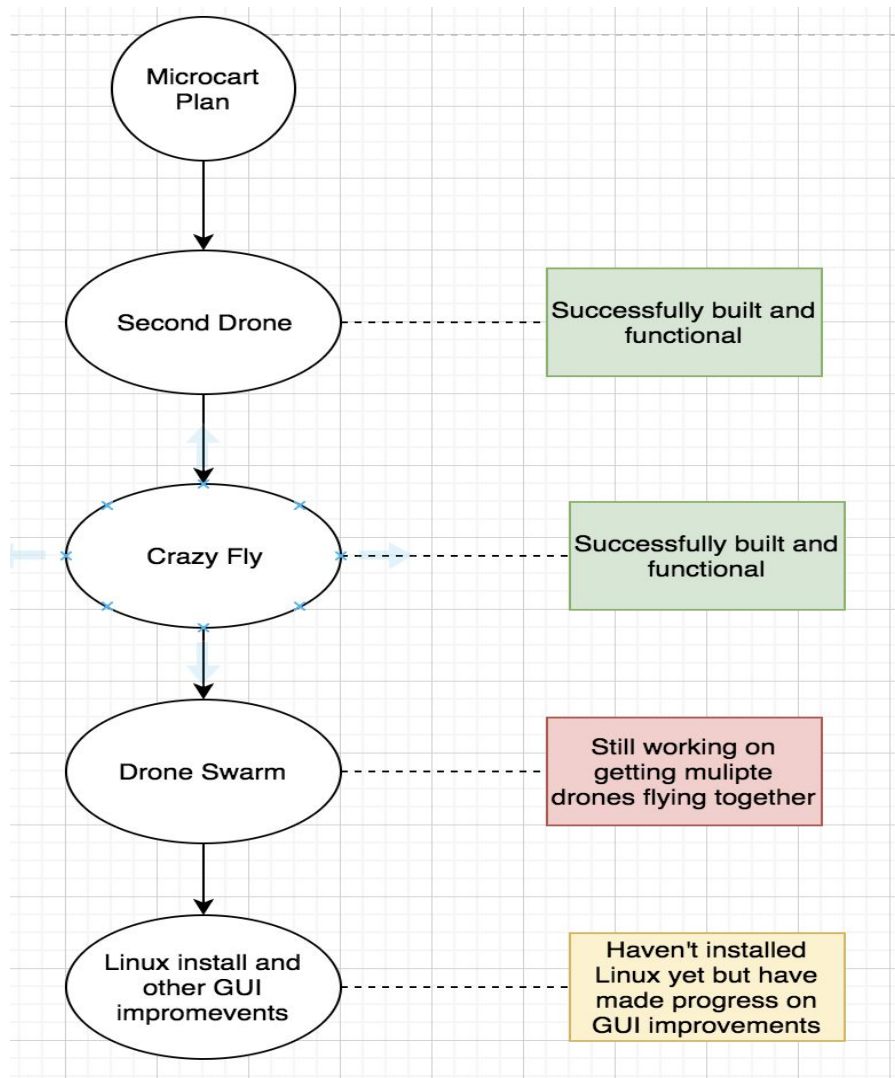 Microcart
Plan
Second Drone
Successfully built and
functional
Crazy Fly
Successfully built and
functional
Drone Swarm
Still working on
getting mulipte
drones flying together
Linux install and
other GUI
impromevents
Haven't installed
Linux yet but have
made progress on
GUI improvements